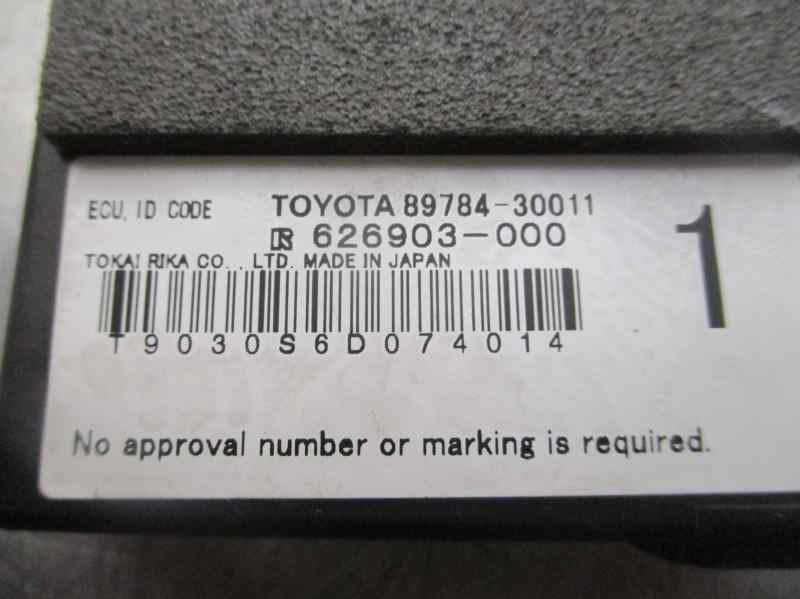 ECU, ID CODE TOYOTA 89784-30011
626903-000
1
TOKAI RIKA CO., LTD. MADE IN JAPAN
T9030S6D074014
No approval number or marking is required.